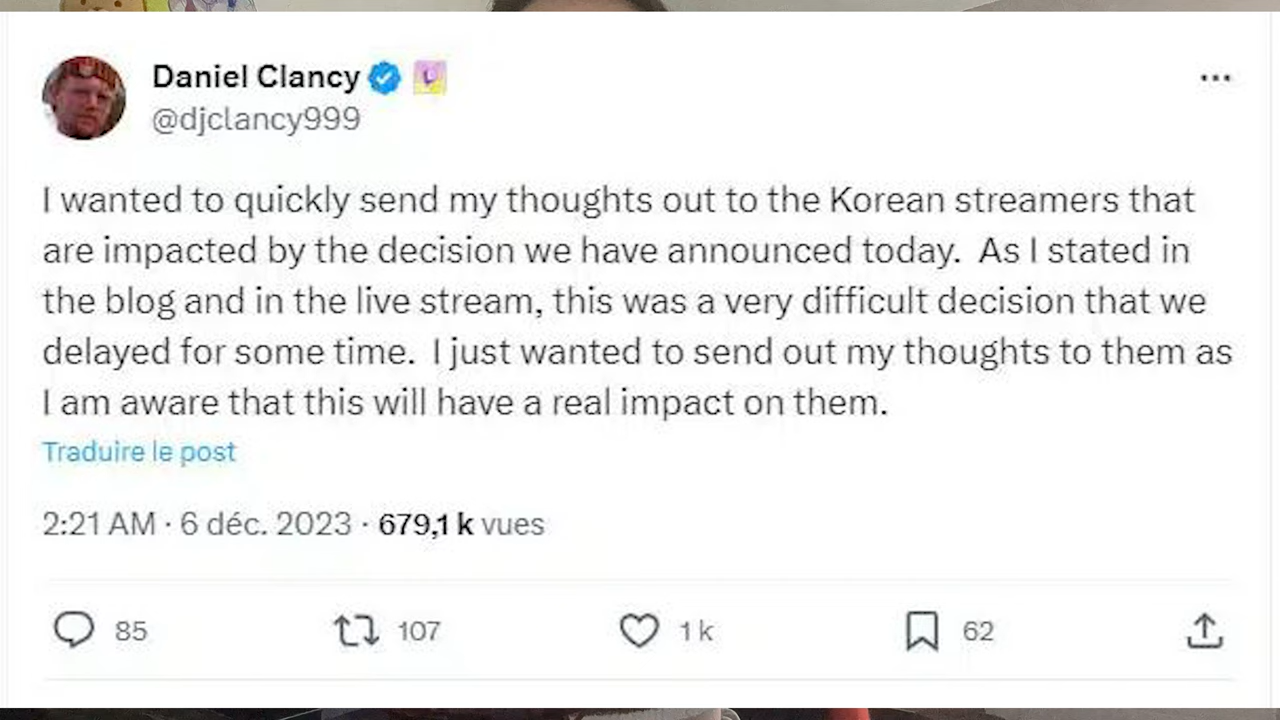 Daniel Clancy
@djclancy999
I wanted to quickly send my thoughts out to the Korean streamers that
are impacted by the decision we have announced today.  As I stated in
the blog and in the live stream, this was a very difficult decision that we
delayed for some time.  I just wanted to send out my thoughts to them as
I am aware that this will have a real impact on them.
Traduire le post
2:21 AM · 6 déc. 2023 · 679,1 k vues
85 107 1 k 62